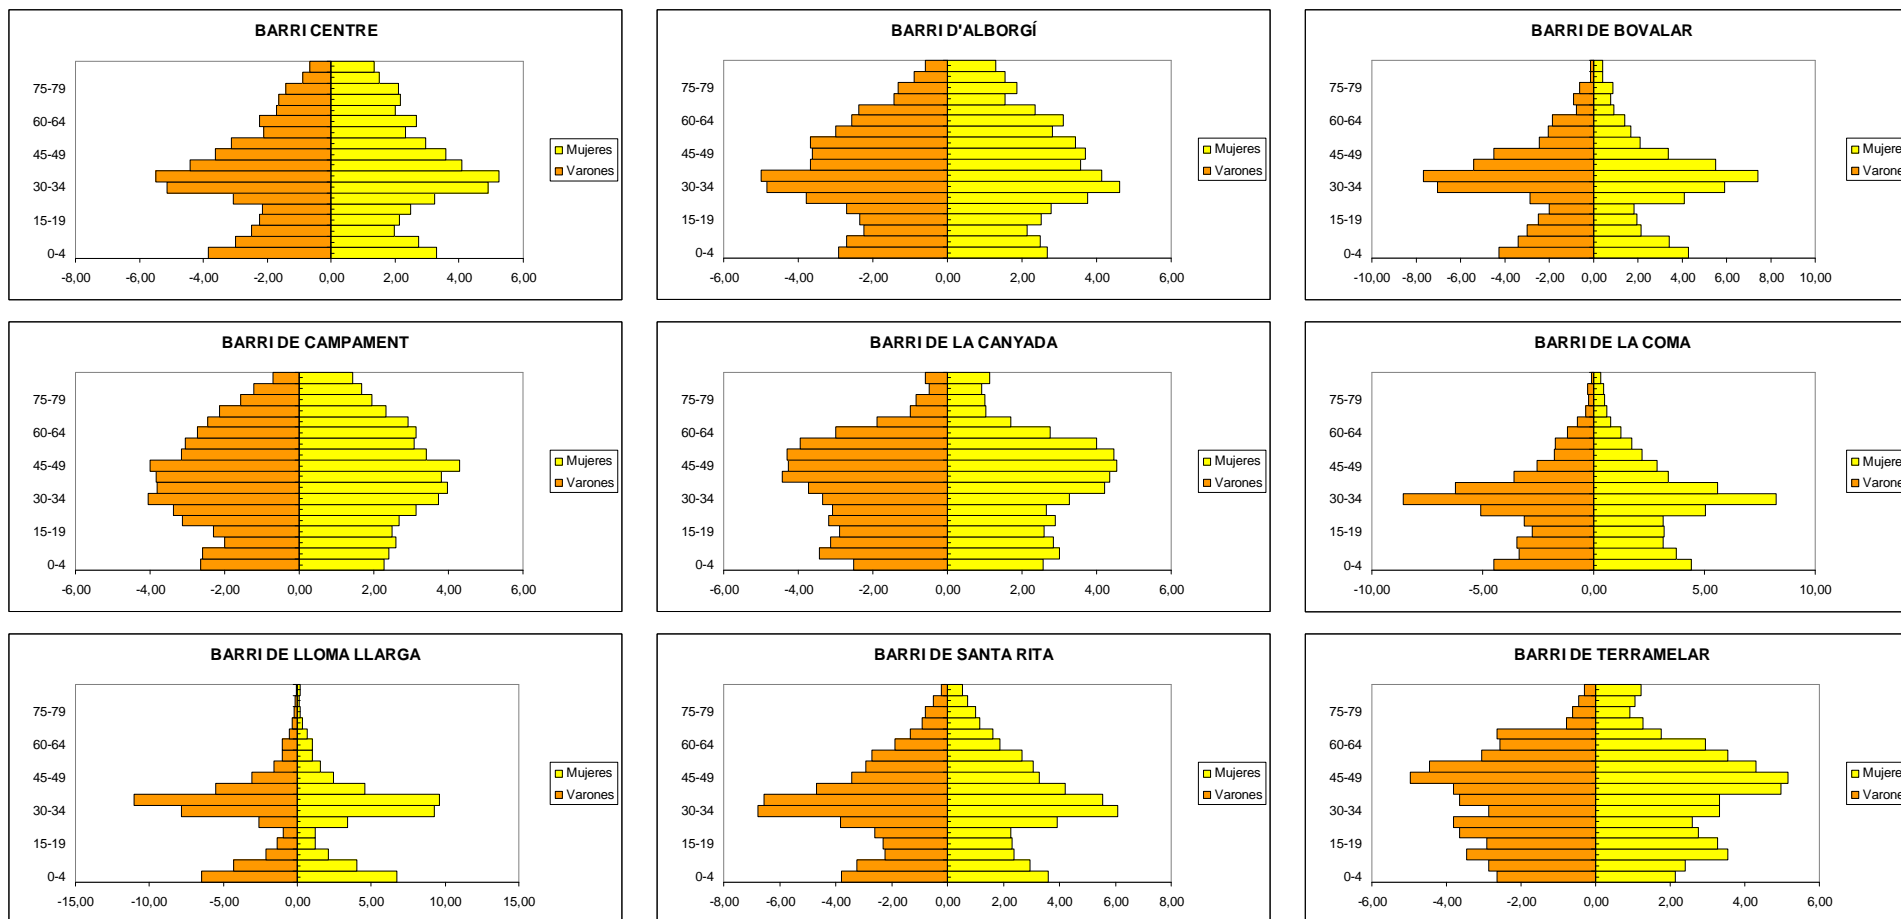 BARRI CENTRE
75-79
60-64
45-49
30-34
15-19
0-4
-8,00 -6,00 -4,00 -2,00 0,00 2,00 4,00 6,00
Mujeres
Varones
BARRI D'ALBORGÍ
75-79
60-64
45-49
30-34
15-19
0-4
-6,00 -4,00 -2,00 0,00 2,00 4,00 6,00
Mujeres
Varones
BARRI DE BOVALAR
75-79
60-64
45-49
30-34
15-19
0-4
-10,00 -8,00 -6,00 -4,00 -2,00 0,00 2,00 4,00 6,00 8,00 10,00
Mujeres
Varone
BARRI DE CAMPAMENT
75-79
60-64
45-49
30-34
15-19
0-4
-6,00 -4,00 -2,00 0,00 2,00 4,00 6,00
Mujeres
Varones
BARRI DE LA CANYADA
75-79
60-64
45-49
30-34
15-19
0-4
-6,00 -4,00 -2,00 0,00 2,00 4,00 6,00
Mujeres
Varones
BARRI DE LA COMA
75-79
60-64
45-49
30-34
15-19
0-4
-10,00 -5,00 0,00 5,00 10,00
Mujere
Varone
BARRI DE LLOMA LLARGA
75-79
60-64
45-49
30-34
15-19
0-4
-15,00 -10,00 -5,00 0,00 5,00 10,00 15,00
Mujeres
Varones
BARRI DE SANTA RITA
75-79
60-64
45-49
30-34
15-19
0-4
-8,00 -6,00 -4,00 -2,00 0,00 2,00 4,00 6,00 8,00
Mujeres
Varones
BARRI DE TERRAMELAR
75-79
60-64
45-49
30-34
15-19
0-4
-6,00 -4,00 -2,00 0,00 2,00 4,00 6,00
Mujere
Varone